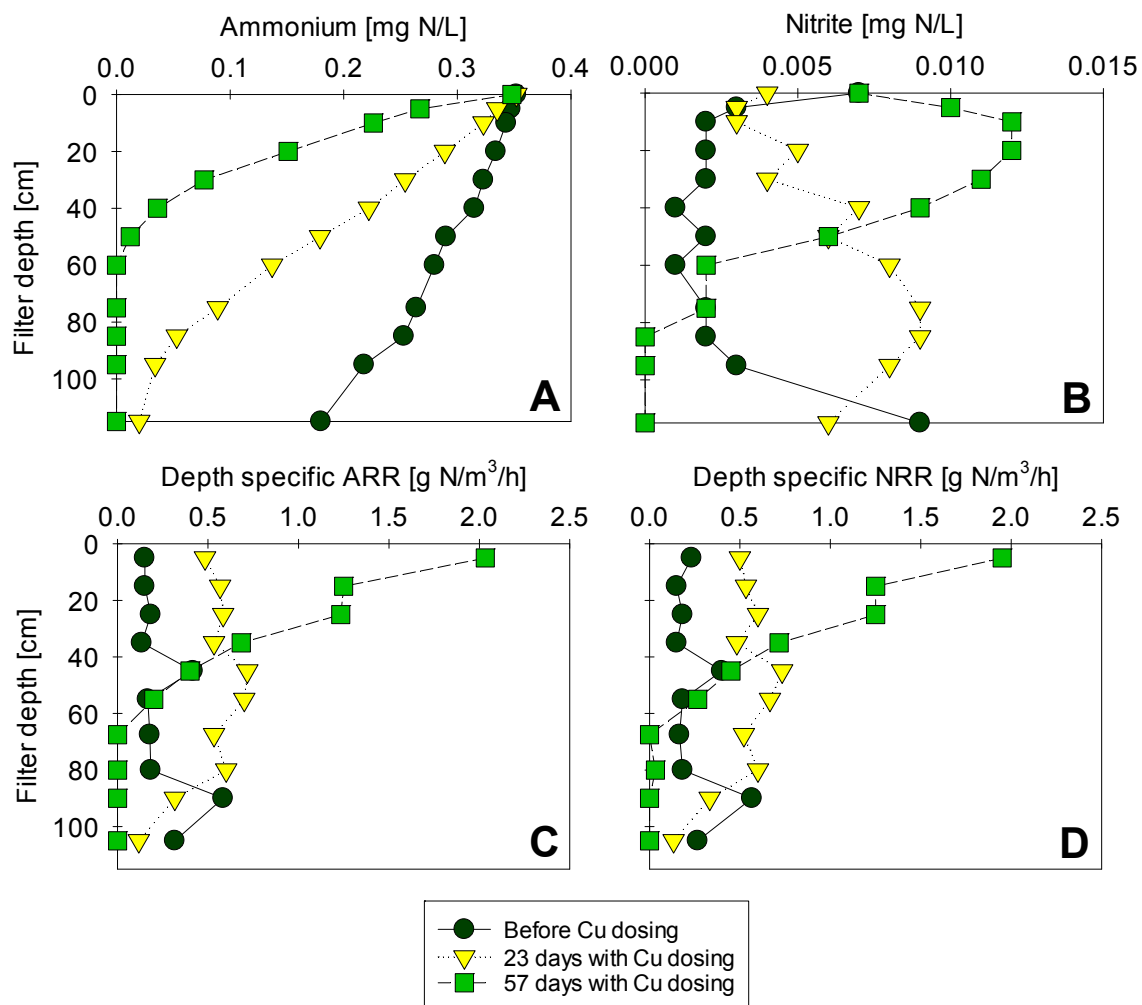 Ammonium [mg N/L]
0.0 0.1 0.2 0.3 0.4
Nitrite [mg N/L]
0.000 0.005 0.010 0.015
Filter depth [cm]
0
20
40
60
80
100
A
B
Depth specific ARR [g N/m³/h]
0.0 0.5 1.0 1.5 2.0 2.5
Depth specific NRR [g N/m³/h]
0.0 0.5 1.0 1.5 2.0 2.5
Filter depth [cm]
0
20
40
60
80
100
C
D
Before Cu dosing
23 days with Cu dosing
57 days with Cu dosing